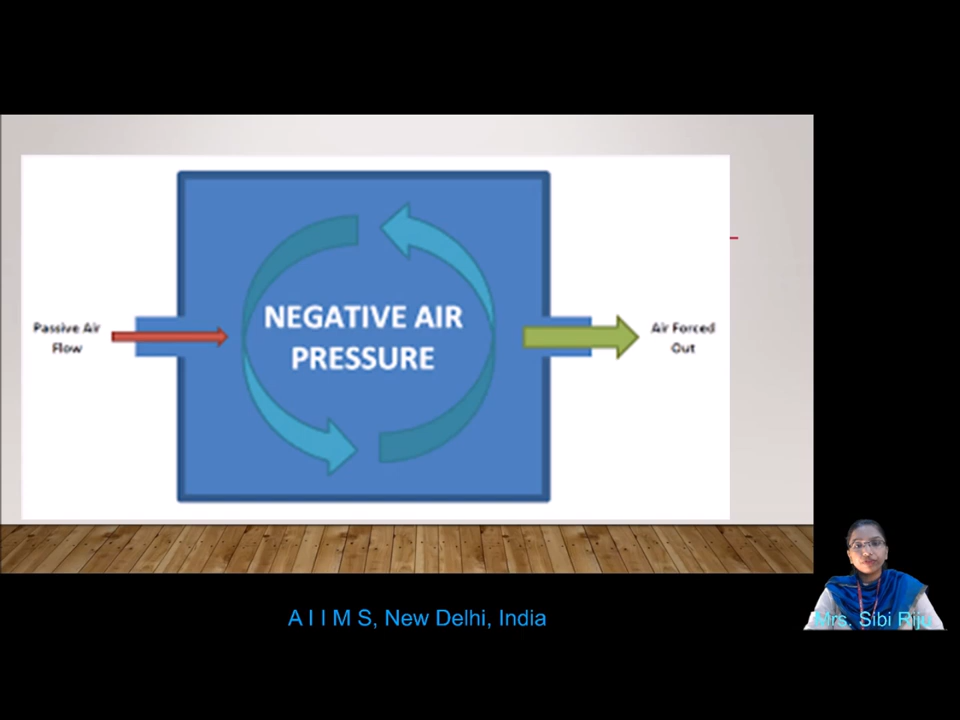 NEGATIVE AIR
PRESSURE
Passive Air
Flow
Air Forced
Out
A I I M S, New Delhi, India
Mrs. Sibi Riju